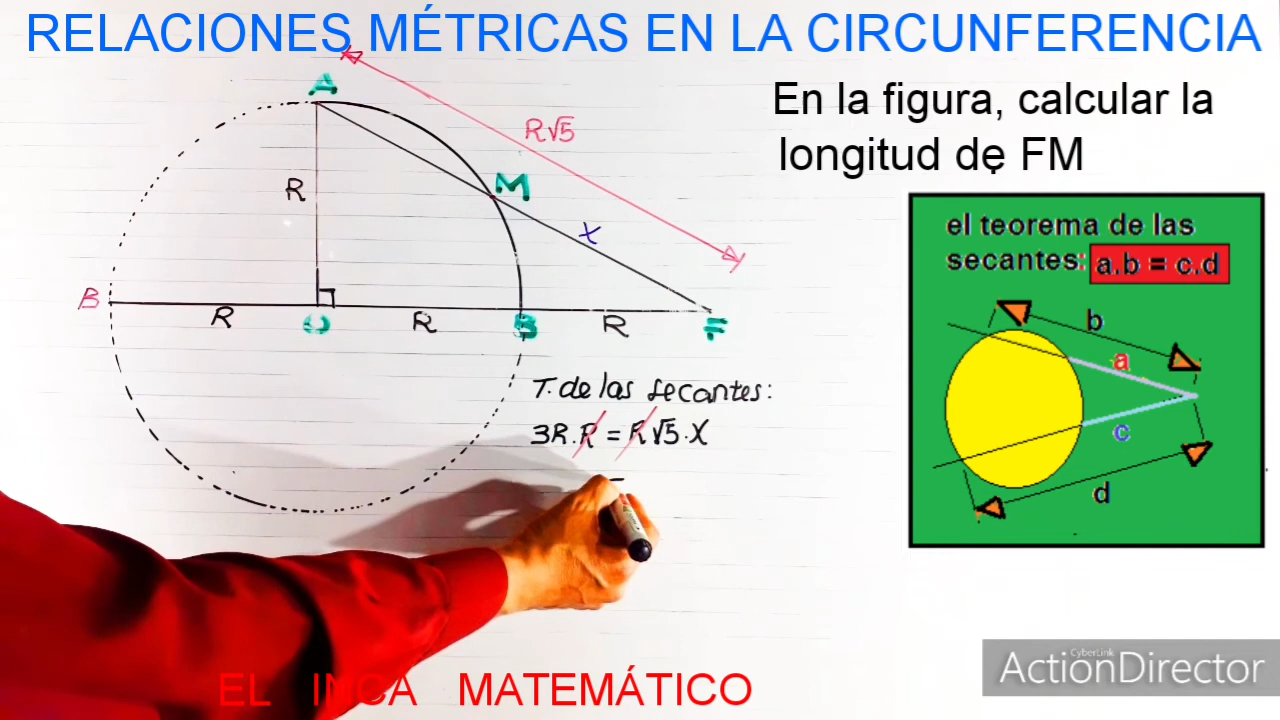 RELACIONES MÉTRICAS EN LA CIRCUNFERENCIA
En la figura, calcular la
longitud de FM
A
R√5
R
M
x
B
R
O
R
B
R
F
T. de las secantes:
3R.R = R√5.X
el teorema de las
secantes: a.b = c.d
b
a
c
d
EL INCA MATEMÁTICO
CyberLink
ActionDirector